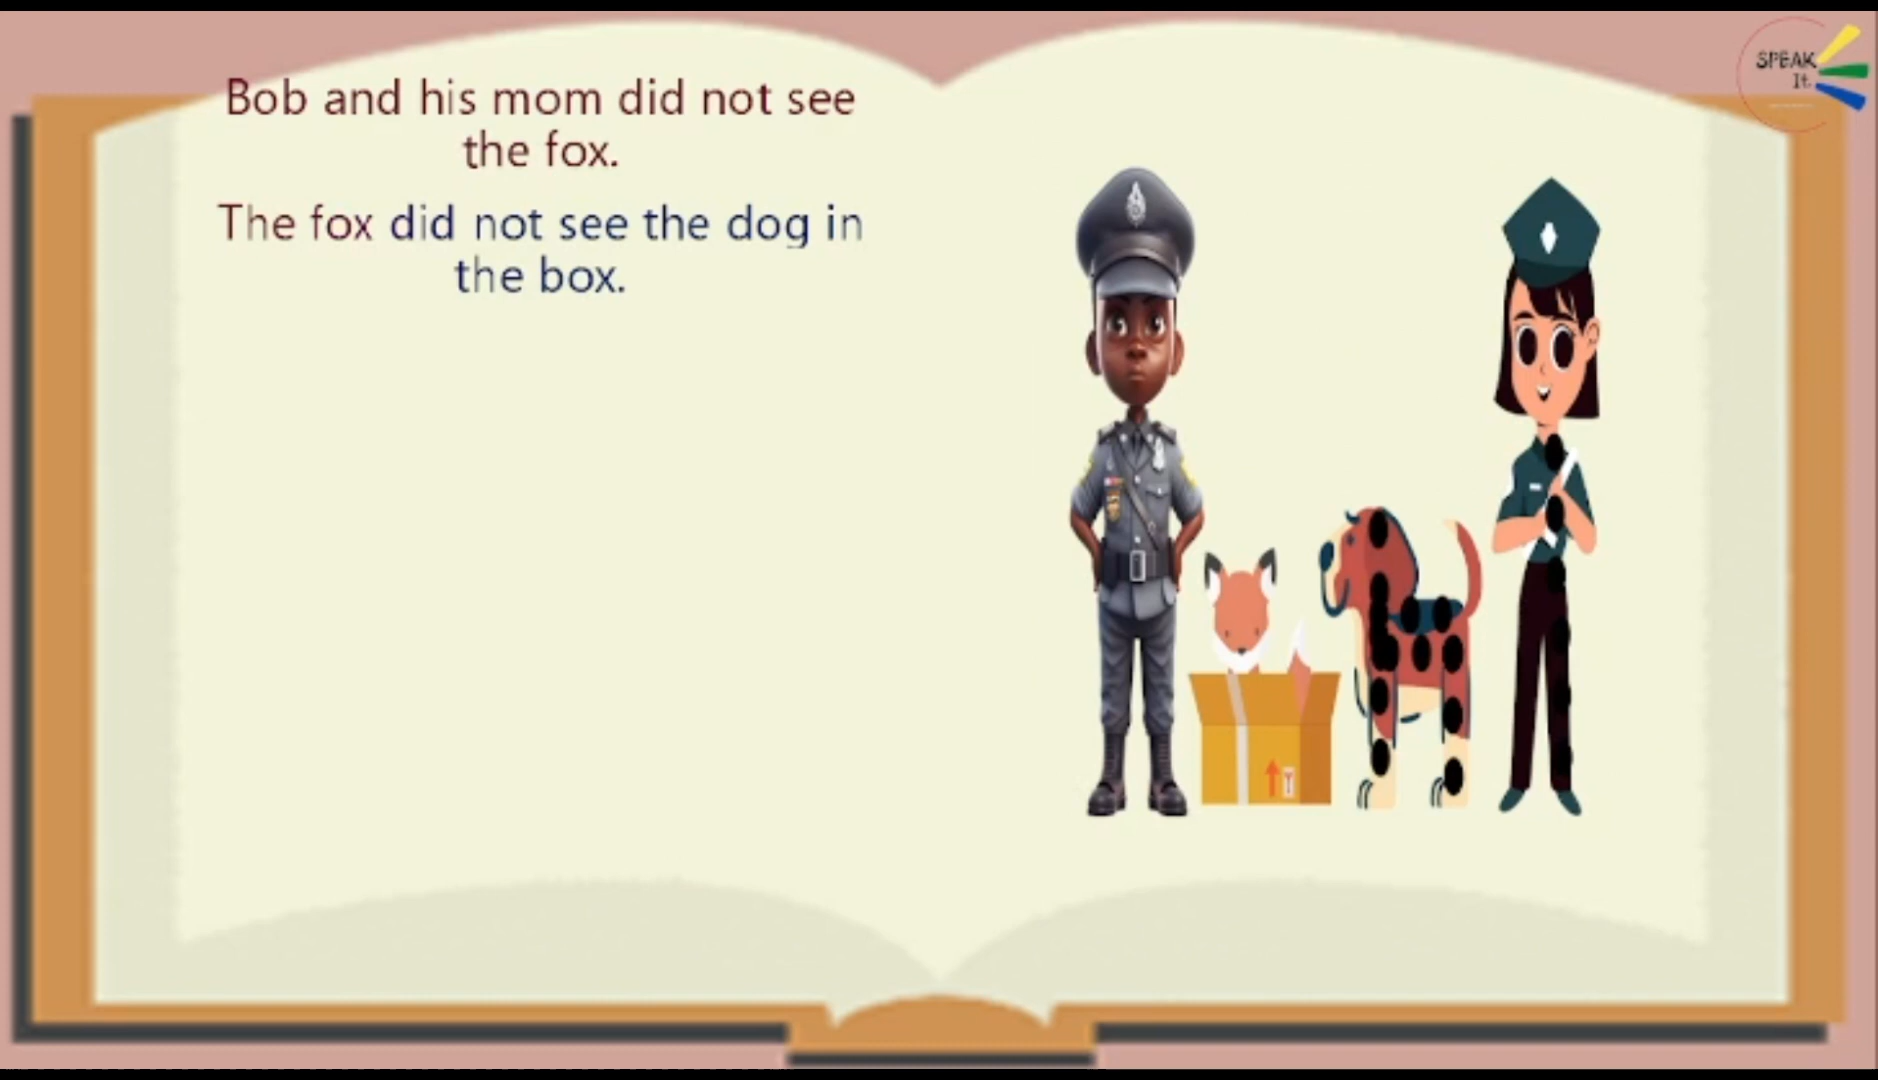 Bob and his mom did not see
the fox.
The fox did not see the dog in
the box.
SPEAK
It.